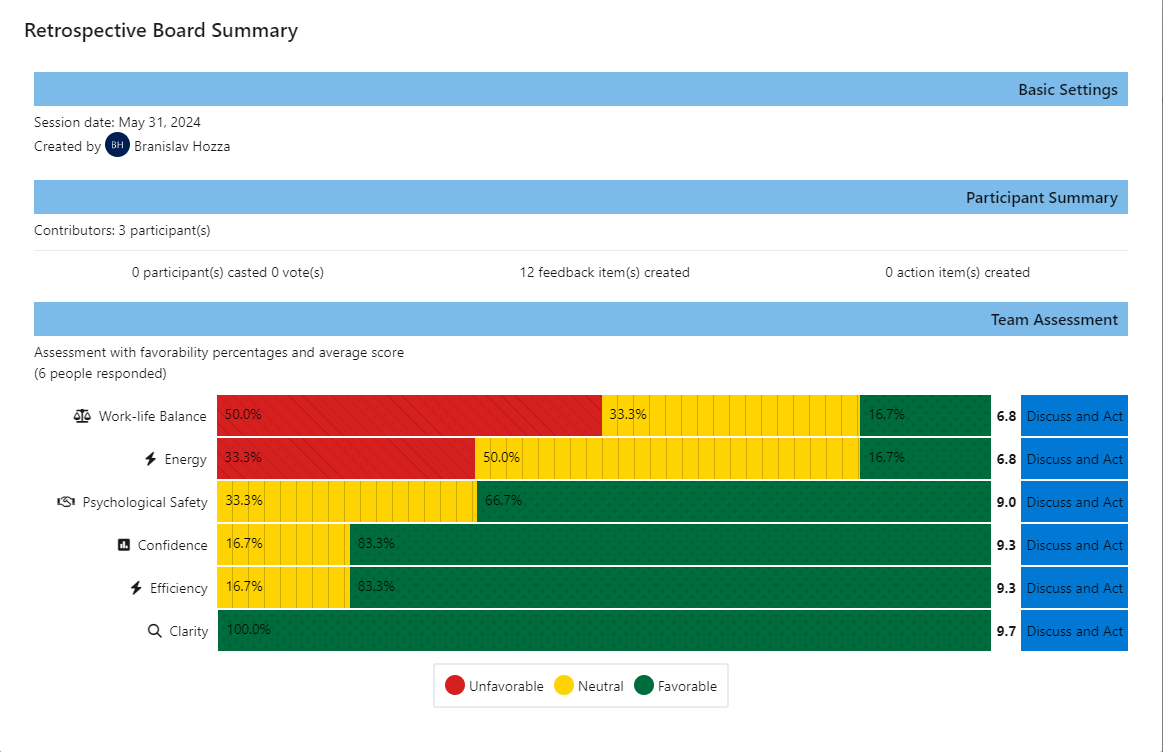 Retrospective Board Summary
Basic Settings
Session date: May 31, 2024
Created by BH Branislav Hozza
Participant Summary
Contributors: 3 participant(s)
0 participant(s) casted 0 vote(s) 12 feedback item(s) created 0 action item(s) created
Team Assessment
Assessment with favorability percentages and average score
(6 people responded)
Work-life Balance 50.0% 33.3% 16.7% 6.8 Discuss and Act
Energy 33.3% 50.0% 16.7% 6.8 Discuss and Act
Psychological Safety 33.3% 66.7% 9.0 Discuss and Act
Confidence 16.7% 83.3% 9.3 Discuss and Act
Efficiency 16.7% 83.3% 9.3 Discuss and Act
Clarity 100.0% 9.7 Discuss and Act
Unfavorable Neutral Favorable